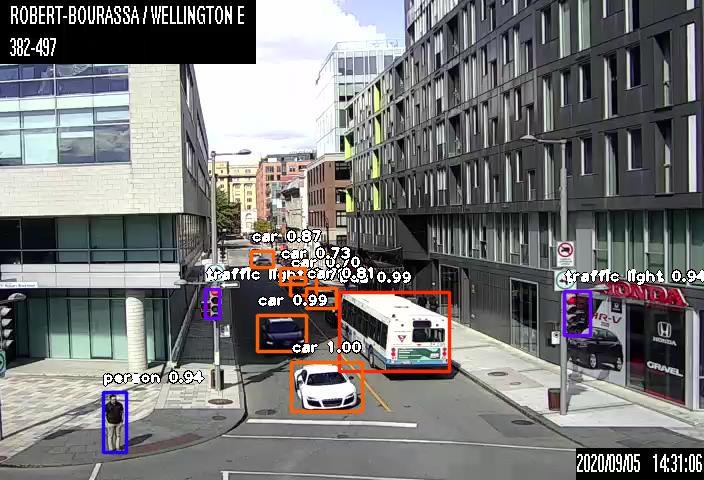 ROBERT-BOURASSA / WELLINGTON E
382-497
car 0.87
car 0.73
car 0.70
traffic light
car 0.81
0.99
traffic light 0.94
car 0.99
HONDA
HR-V
HONDA
car 1.00
GRAVEL
person 0.94
2020/09/05 14:31:06